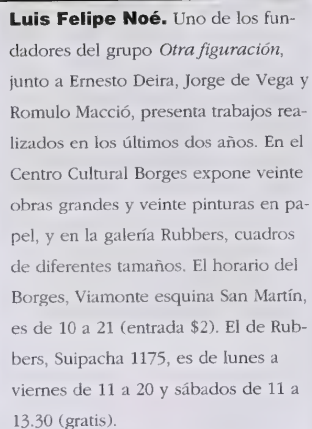 Luis Felipe Noé. Uno de los fun-
dadores del grupo Otra figuración,
junto a Ernesto Deira, Jorge de Vega y
Romulo Macció, presenta trabajos rea-
lizados en los últimos dos años. En el
Centro Cultural Borges expone veinte
obras grandes y veinte pinturas en pa-
pel, y en la galería Rubbers, cuadros
de diferentes tamaños. El horario del
Borges, Viamonte esquina San Martín,
es de 10 a 21 (entrada $2). El de Rub-
bers, Suipacha 1175, es de lunes a
viernes de 11 a 20 y sábados de 11 a
13.30 (gratis).